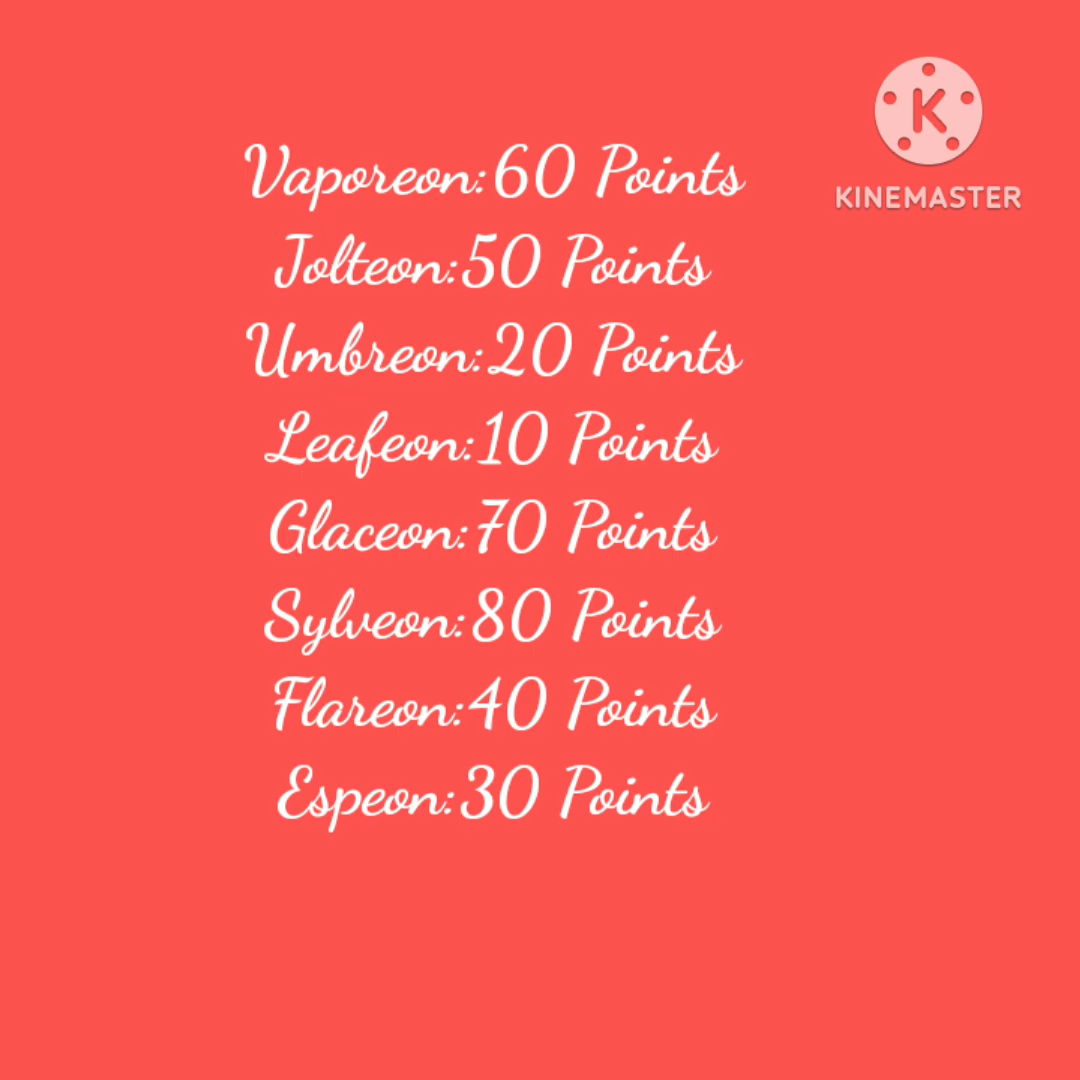 K
KINEMASTER
Vaporeon:60 Points
Jolteon:50 Points
Umbreon:20 Points
Leafeon:10 Points
Glaceon:70 Points
Sylveon:80 Points
Flareon:40 Points
Espeon:30 Points